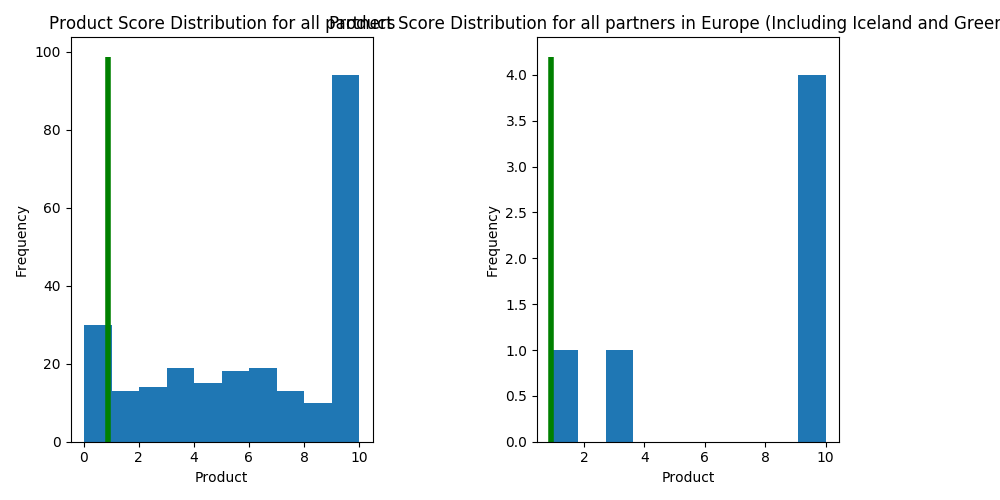 Product Score Distribution for all partners
Product Score Distribution for all partners in Europe (Including Iceland and Green
100
80
60
40
20
0
Frequency
0 2 4 6 8 10
Product
4.0
3.5
3.0
2.5
2.0
1.5
1.0
0.5
0.0
Frequency
2 4 6 8 10
Product